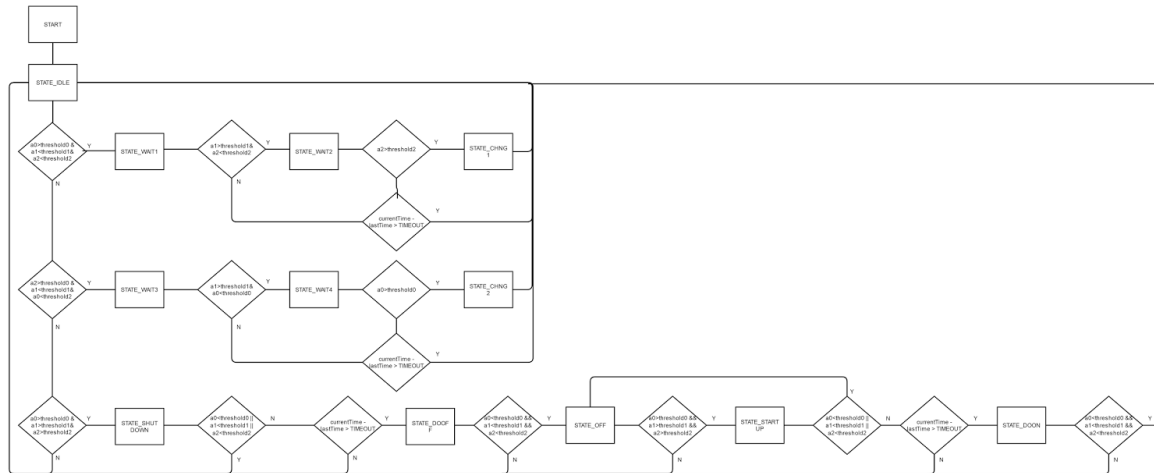 START
STATE_IDLE
a0>threshold0 &
a1<threshold1&
a2<threshold2
Y
STATE_WAIT1
a1>threshold1&
a2<threshold2
Y
STATE_WAIT2
a2>threshold2
Y
STATE_CHNG
1
N
N
currentTime -
lastTime > TIMEOUT
Y
a2>threshold0 &
a1<threshold1&
a0<threshold2
Y
STATE_WAIT3
a1>threshold1&
a0<threshold0
Y
STATE_WAIT4
a0>threshold0
Y
STATE_CHNG
2
N
N
currentTime -
lastTime > TIMEOUT
Y
a0>threshold0 &
a1>threshold1&
a2>threshold2
Y
STATE_SHUT
DOWN
a0<threshold0 ||
a1<threshold1 ||
a2<threshold2
N
currentTime -
lastTime > TIMEOUT
Y
STATE_DOOF
F
a0<threshold0 &&
a1<threshold1 &&
a2<threshold2
Y
STATE_OFF
a0>threshold0 &&
a1>threshold1 &&
a2>threshold2
Y
STATE_START
UP
Y
a0<threshold0 ||
a1<threshold1 ||
a2<threshold2
N
currentTime -
lastTime > TIMEOUT
Y
STATE_DOON
a0<threshold0 &&
a1<threshold1 &&
a2<threshold2
Y
N
Y
N
N
N
N
N